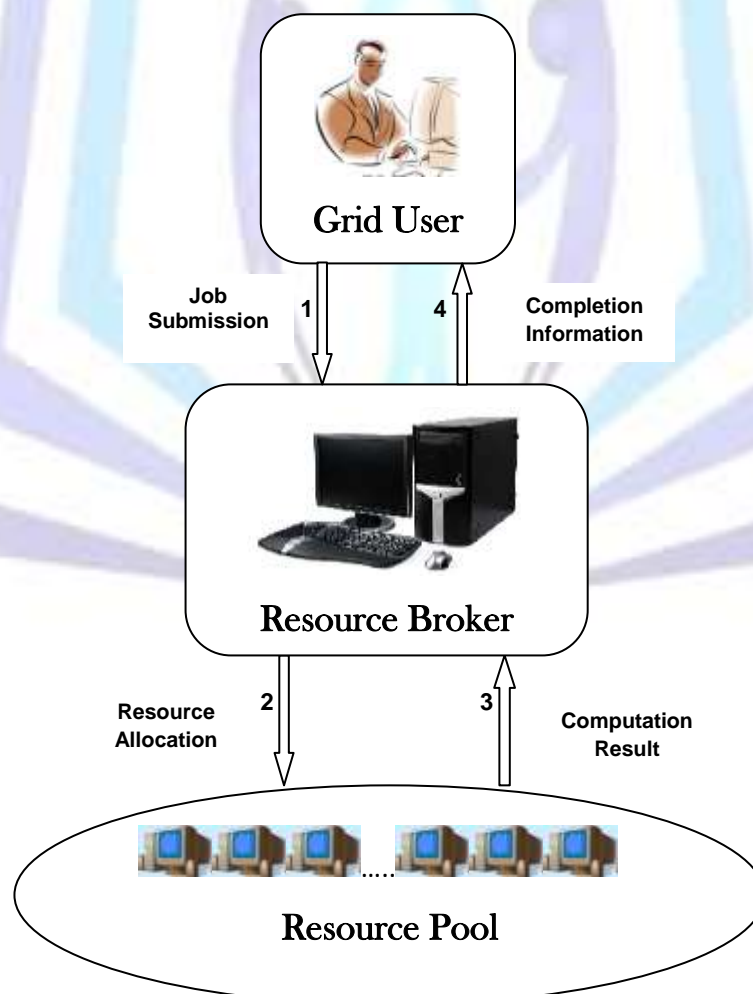 Grid User
Job
Submission
1
4
Completion
Information
Resource Broker
Resource
Allocation
2
3
Computation
Result
.....
Resource Pool